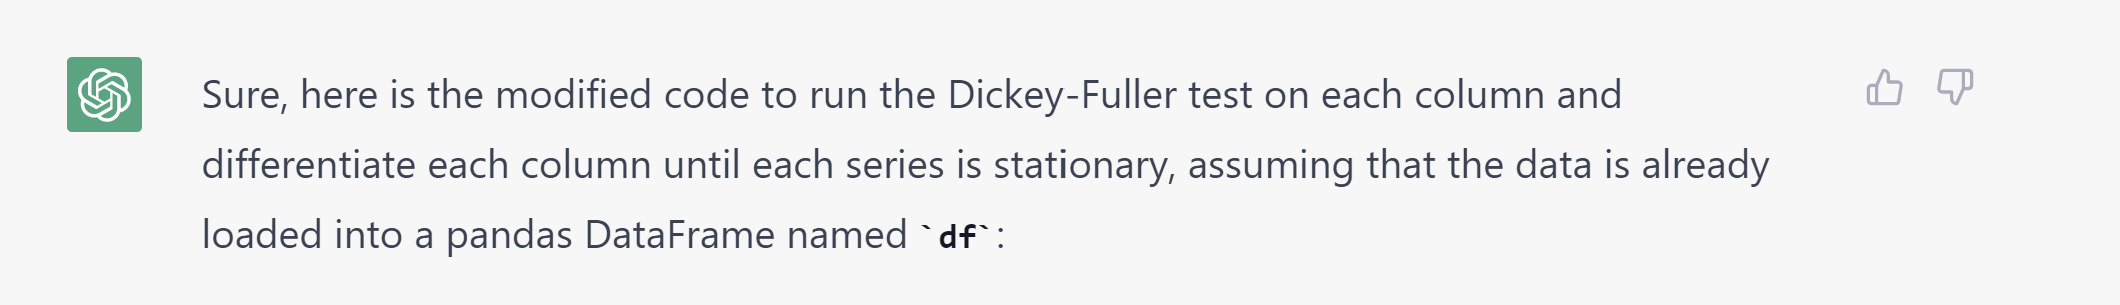 Sure, here is the modified code to run the Dickey-Fuller test on each column and
differentiate each column until each series is stationary, assuming that the data is already
loaded into a pandas DataFrame named `df`: